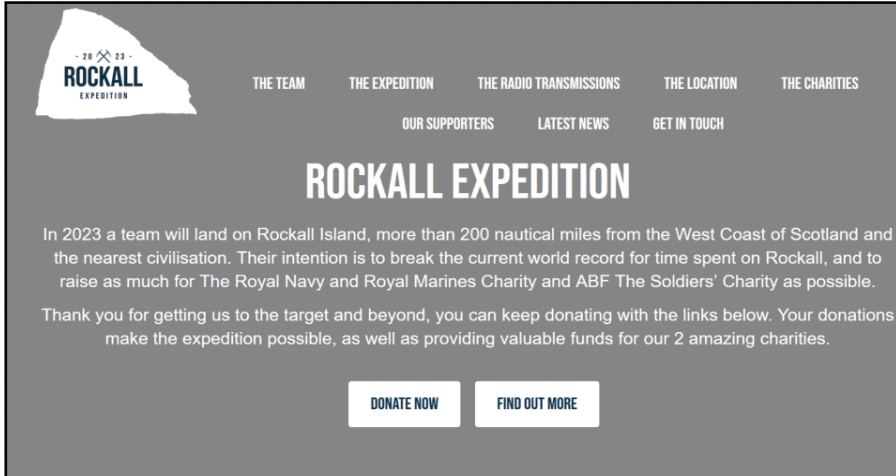 - 20 23 -
ROCKALL
EXPEDITION
THE TEAM THE EXPEDITION THE RADIO TRANSMISSIONS THE LOCATION THE CHARITIES
OUR SUPPORTERS LATEST NEWS GET IN TOUCH
ROCKALL EXPEDITION
In 2023 a team will land on Rockall Island, more than 200 nautical miles from the West Coast of Scotland and
the nearest civilisation. Their intention is to break the current world record for time spent on Rockall, and to
raise as much for The Royal Navy and Royal Marines Charity and ABF The Soldiers' Charity as possible.
Thank you for getting us to the target and beyond, you can keep donating with the links below. Your donations
make the expedition possible, as well as providing valuable funds for our 2 amazing charities.
DONATE NOW FIND OUT MORE